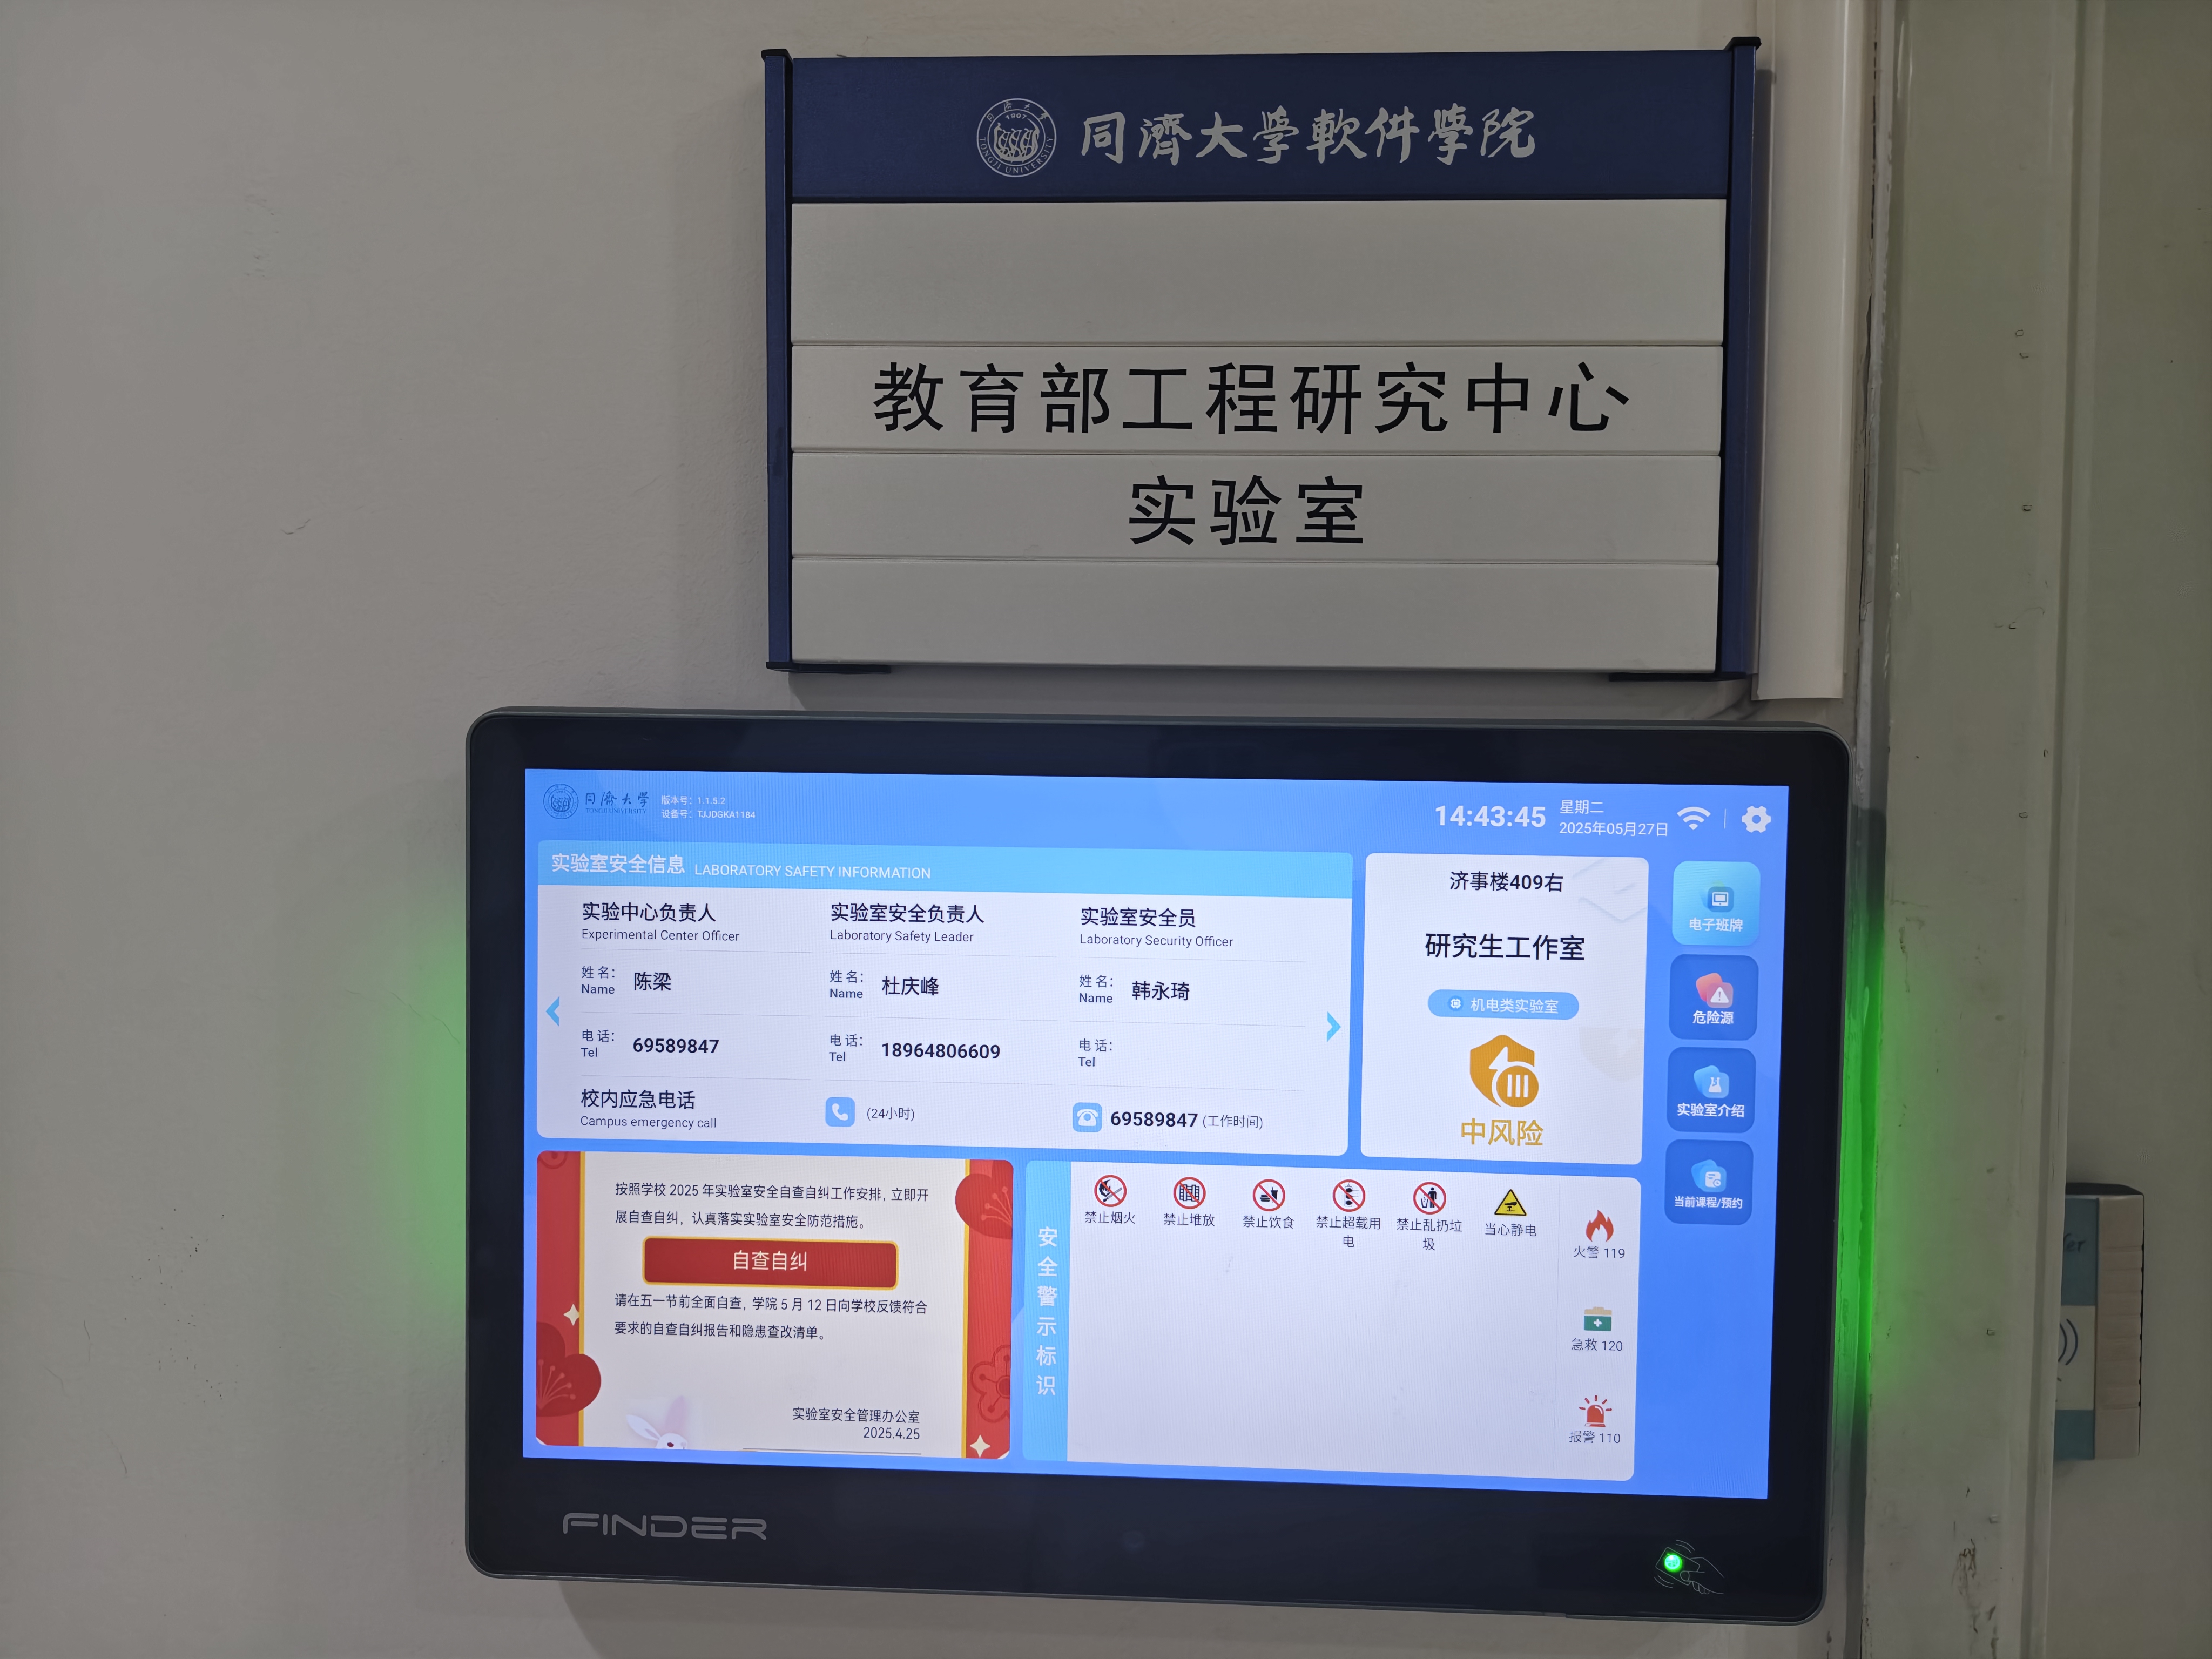 同濟大學軟件學院
1907
TONGJI UNIVERSITY
教育部工程研究中心
实验室
同濟大學
TONGJI UNIVERSITY
版本号：1.1.5.2
设备号：TJJDGKA1184
14:43:45
星期二
2025年05月27日
实验室安全信息 LABORATORY SAFETY INFORMATION
实验中心负责人
Experimental Center Officer
姓 名：
Name
陈梁
电 话：
Tel
69589847
实验室安全负责人
Laboratory Safety Leader
姓 名：
Name
杜庆峰
电 话：
Tel
18964806609
实验室安全员
Laboratory Security Officer
姓 名：
Name
韩永琦
电 话：
Tel
校内应急电话
Campus emergency call
(24小时)
69589847 (工作时间)
济事楼409右
研究生工作室
机电类实验室
中风险
电子班牌
危险源
实验室介绍
当前课程/预约
按照学校 2025 年实验室安全自查自纠工作安排，立即开
展自查自纠，认真落实实验室安全防范措施。
自查自纠
请在五一节前全面自查，学院 5 月 12 日向学校反馈符合
要求的自查自纠报告和隐患查改清单。
实验室安全管理办公室
2025.4.25
安全警示标识
禁止烟火
禁止堆放
禁止饮食
禁止超载用
电
禁止乱扔垃
圾
当心静电
火警 119
急救 120
报警 110
FINDER